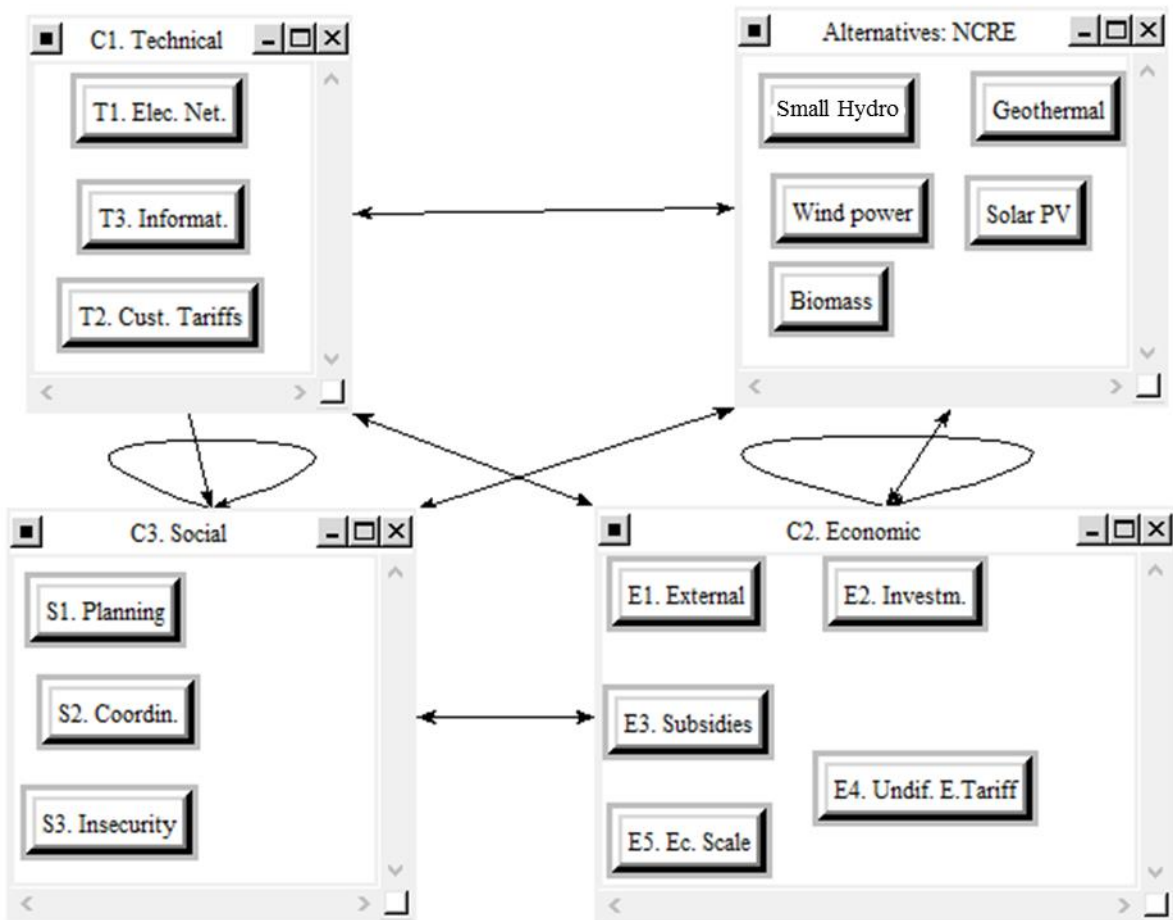 C1. Technical
T1. Elec. Net.
T3. Informat.
T2. Cust. Tariffs
Alternatives: NCRE
Small Hydro
Geothermal
Wind power
Solar PV
Biomass
C3. Social
S1. Planning
S2. Coordin.
S3. Insecurity
C2. Economic
E1. External
E2. Investm.
E3. Subsidies
E4. Undif. E.Tariff
E5. Ec. Scale